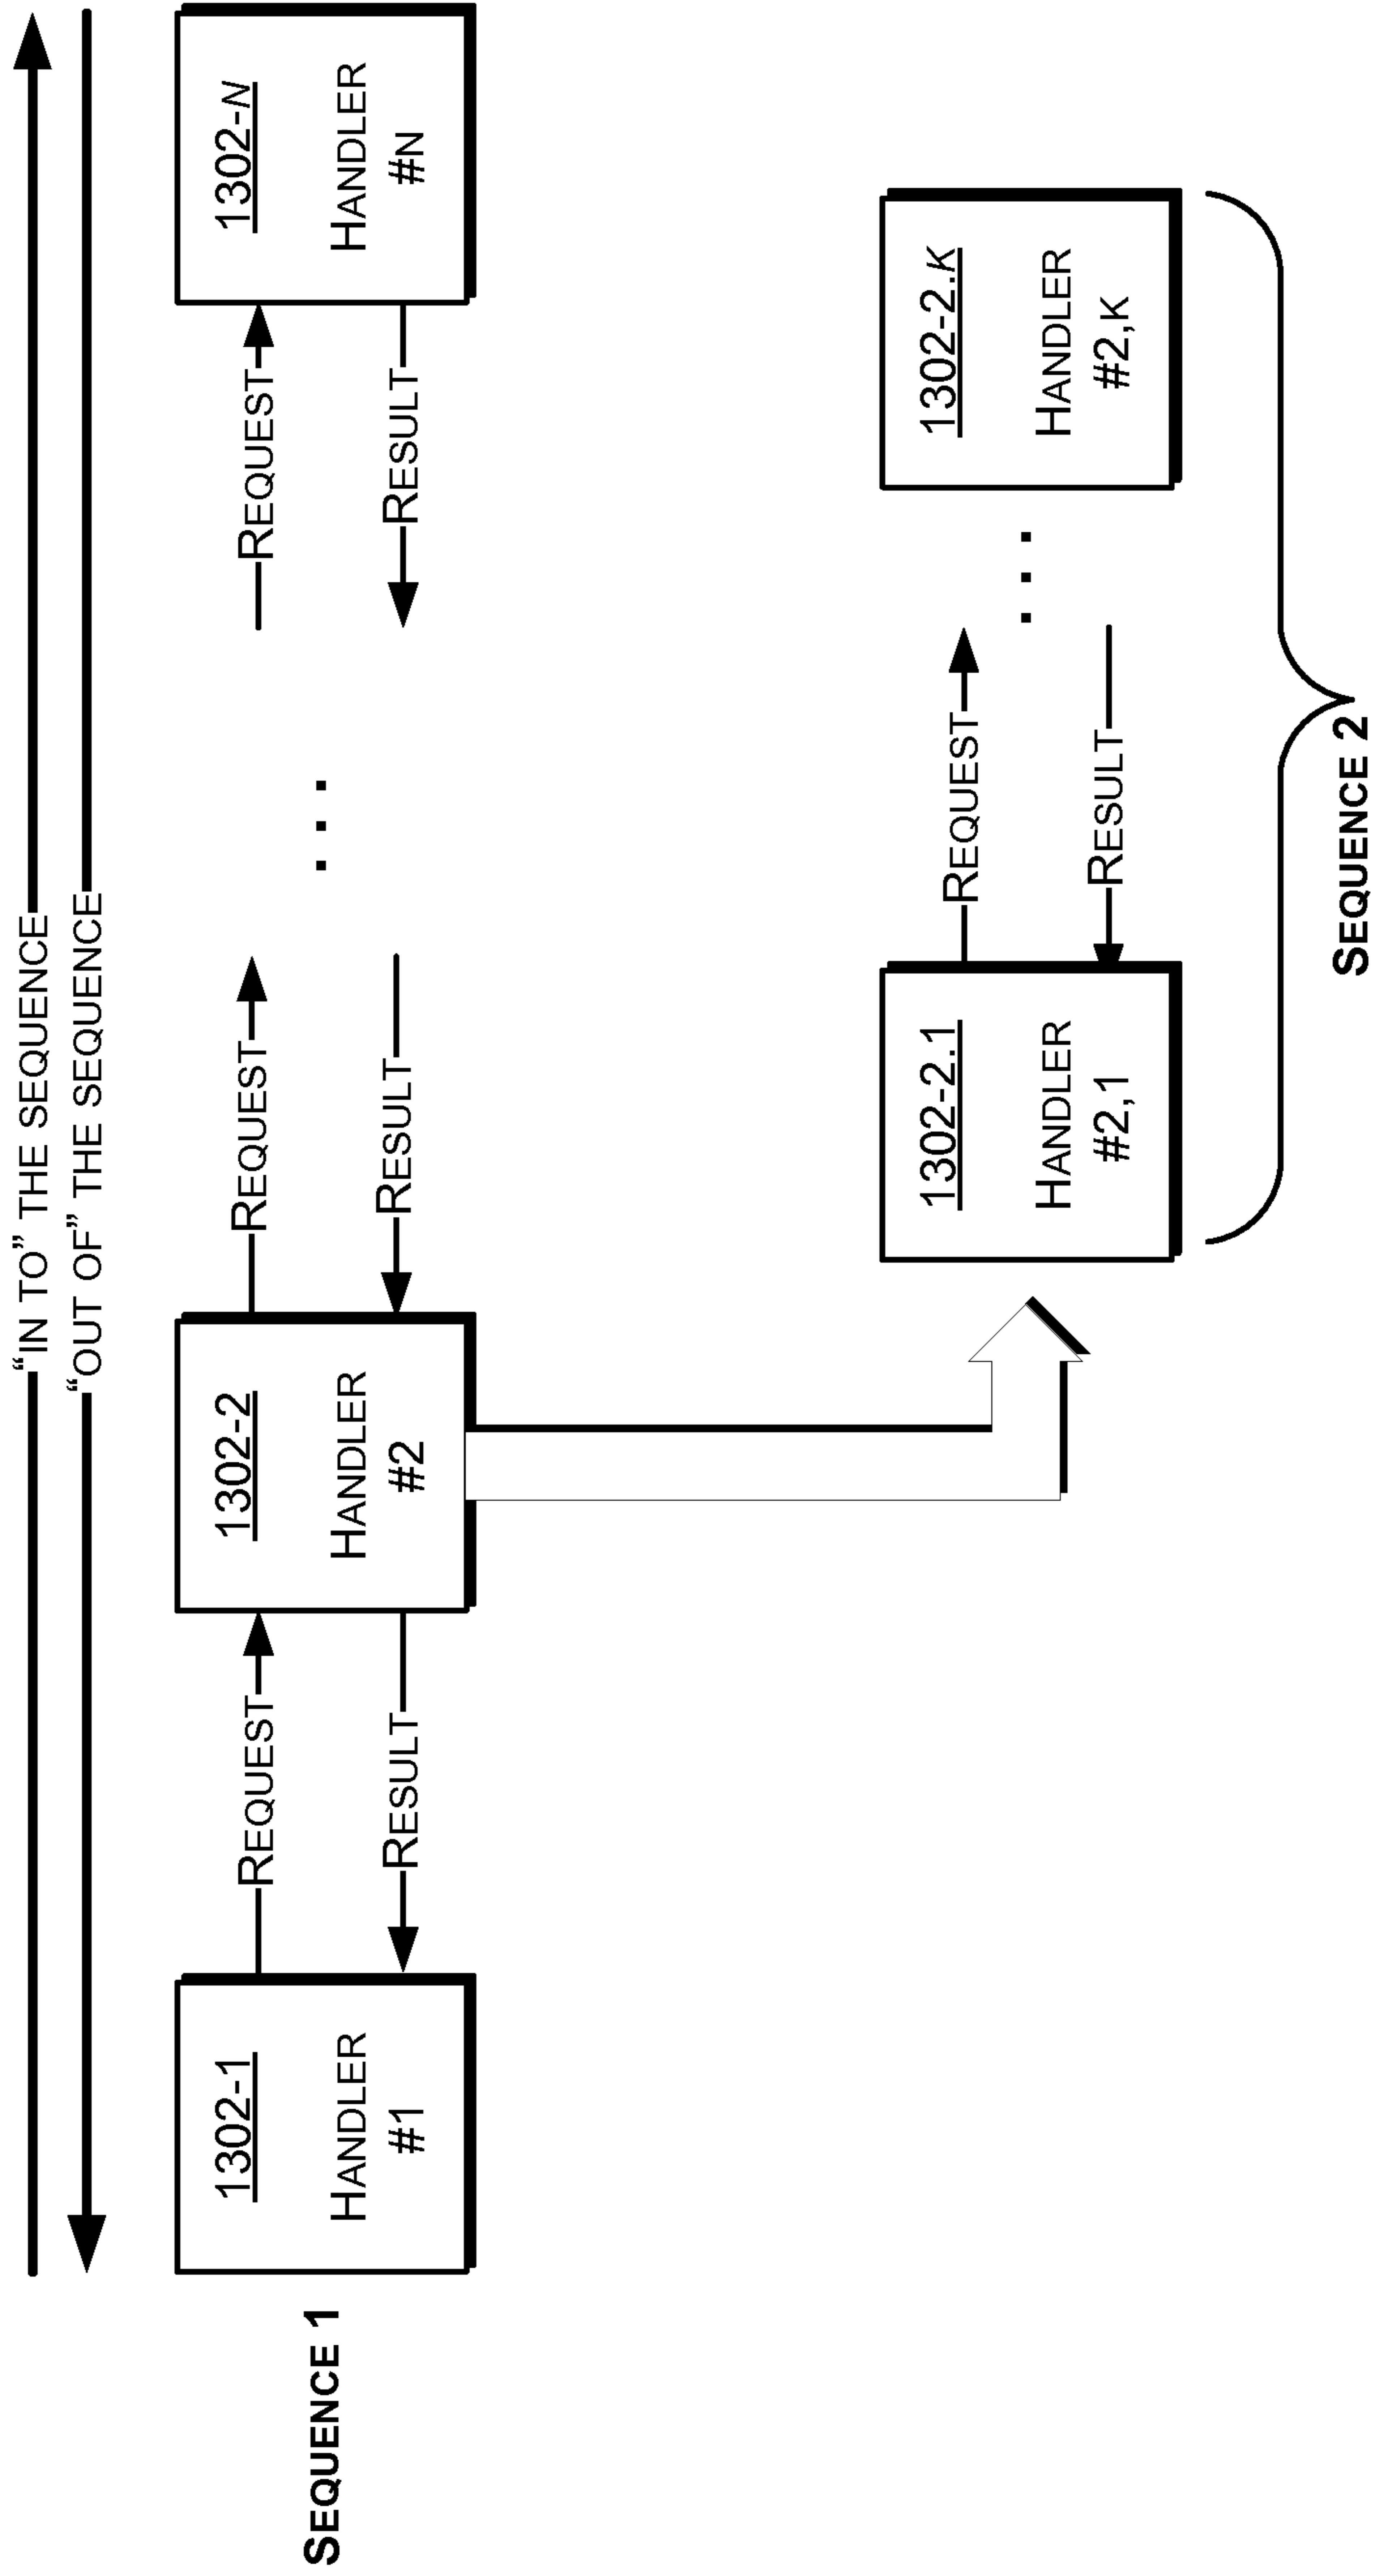 “IN TO” THE SEQUENCE
“OUT OF” THE SEQUENCE
SEQUENCE 1
1302-1
HANDLER
#1
REQUEST
RESULT
1302-2
HANDLER
#2
REQUEST
RESULT
. . .
REQUEST
RESULT
1302-N
HANDLER
#N
1302-2.1
HANDLER
#2,1
REQUEST
RESULT
. . .
1302-2.K
HANDLER
#2,K
SEQUENCE 2